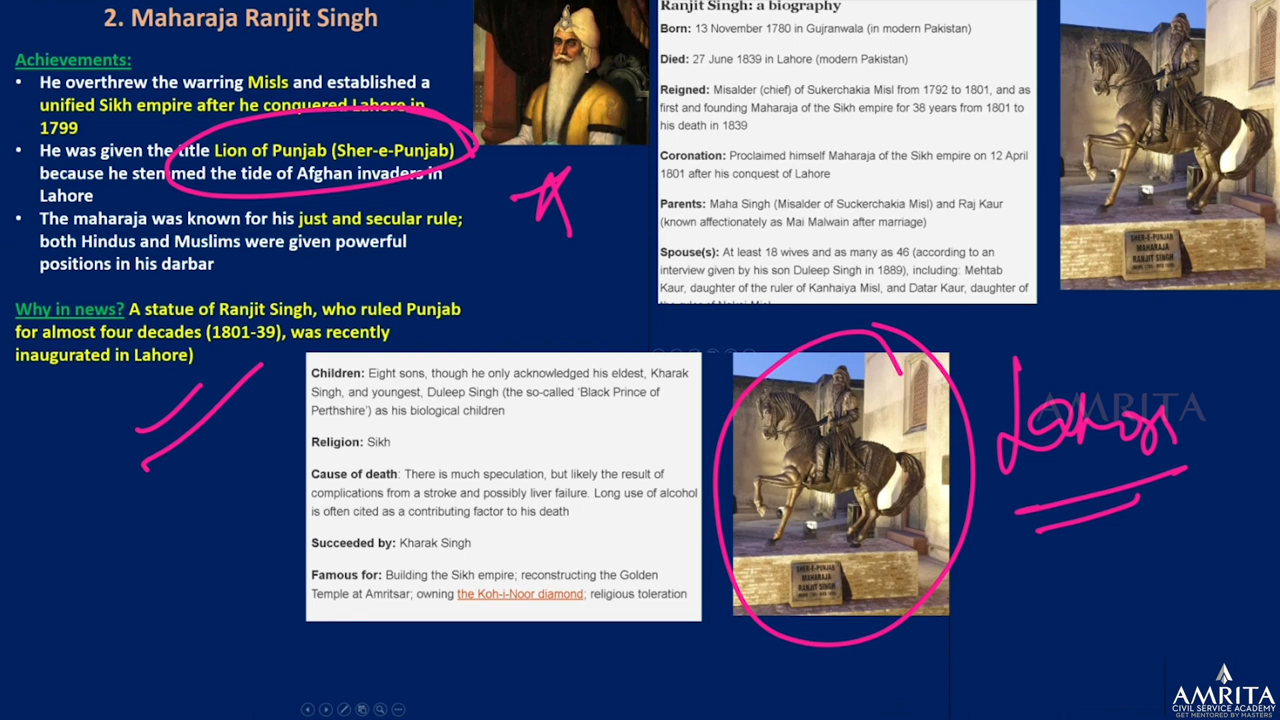 2. Maharaja Ranjit Singh
Achievements:
• He overthrew the warring Misls and established a
unified Sikh empire after he conquered Lahore in
1799
• He was given the title Lion of Punjab (Sher-e-Punjab)
because he stemmed the tide of Afghan invaders in
Lahore
• The maharaja was known for his just and secular rule;
both Hindus and Muslims were given powerful
positions in his darbar
Why in news? A statue of Ranjit Singh, who ruled Punjab
for almost four decades (1801-39), was recently
inaugurated in Lahore)
Ranjit Singh: a biography
Born: 13 November 1780 in Gujranwala (in modern Pakistan)
Died: 27 June 1839 in Lahore (modern Pakistan)
Reigned: Misalder (chief) of Sukerchakia Misl from 1792 to 1801, and as
first and founding Maharaja of the Sikh empire for 38 years from 1801 to
his death in 1839
Coronation: Proclaimed himself Maharaja of the Sikh empire on 12 April
1801 after his conquest of Lahore
Parents: Maha Singh (Misalder of Suckerchakia Misl) and Raj Kaur
(known affectionately as Mai Malwain after marriage)
Spouse(s): At least 18 wives and as many as 46 (according to an
interview given by his son Duleep Singh in 1889), including: Mehtab
Kaur, daughter of the ruler of Kanhaiya Misl, and Datar Kaur, daughter of
SHER-E-PUNJAB
MAHARAJA
RANJIT SINGH
Children: Eight sons, though he only acknowledged his eldest, Kharak
Singh, and youngest, Duleep Singh (the so-called ‘Black Prince of
Perthshire’) as his biological children
Religion: Sikh
Cause of death: There is much speculation, but likely the result of
complications from a stroke and possibly liver failure. Long use of alcohol
is often cited as a contributing factor to his death
Succeeded by: Kharak Singh
Famous for: Building the Sikh empire; reconstructing the Golden
Temple at Amritsar; owning the Koh-i-Noor diamond; religious toleration
SHER-E-PUNJAB
MAHARAJA
RANJIT SINGH
Lahore
AMRITA
AMRITA
CIVIL SERVICE ACADEMY
GET MENTORED BY MASTERS